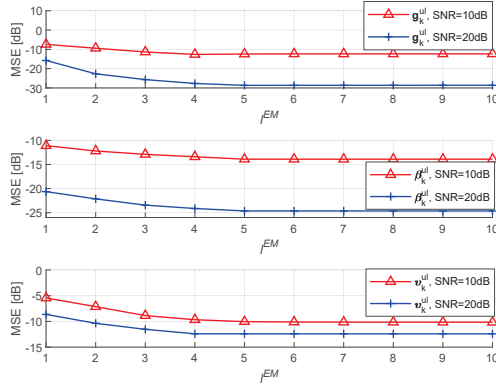 10
0
-10
-20
-30
MSE [dB]
g_k^ul, SNR=10dB
g_k^ul, SNR=20dB
1 2 3 4 5 6 7 8 9 10
l^EM
-10
-15
-20
-25
MSE [dB]
β_k^ul, SNR=10dB
β_k^ul, SNR=20dB
1 2 3 4 5 6 7 8 9 10
l^EM
0
-5
-10
-15
MSE [dB]
υ_k^ul, SNR=10dB
υ_k^ul, SNR=20dB
1 2 3 4 5 6 7 8 9 10
l^EM